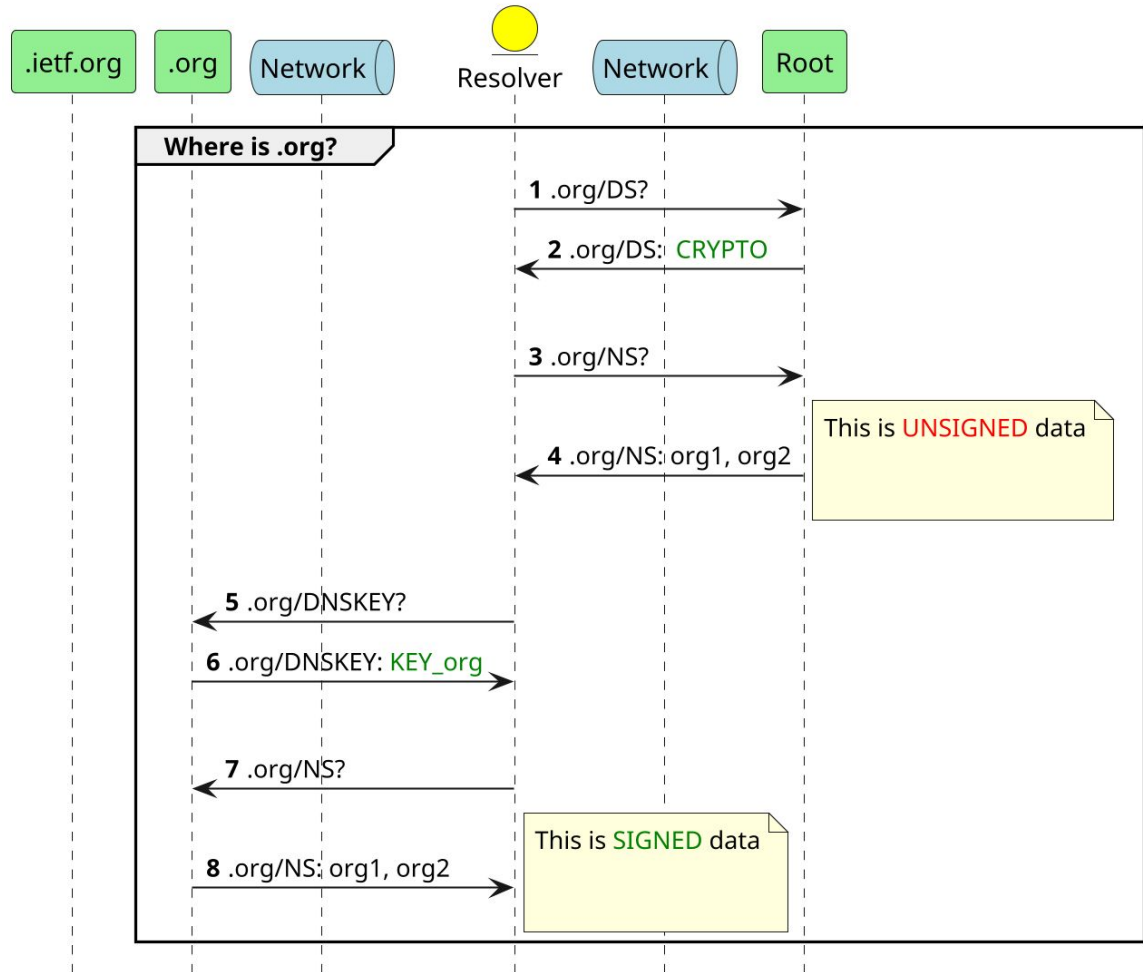 .ietf.org
.org
Network
Resolver
Network
Root
Where is .org?
1 .org/DS?
2 .org/DS: CRYPTO
3 .org/NS?
This is UNSIGNED data
4 .org/NS: org1, org2
5 .org/DNSKEY?
6 .org/DNSKEY: KEY_org
7 .org/NS?
This is SIGNED data
8 .org/NS: org1, org2